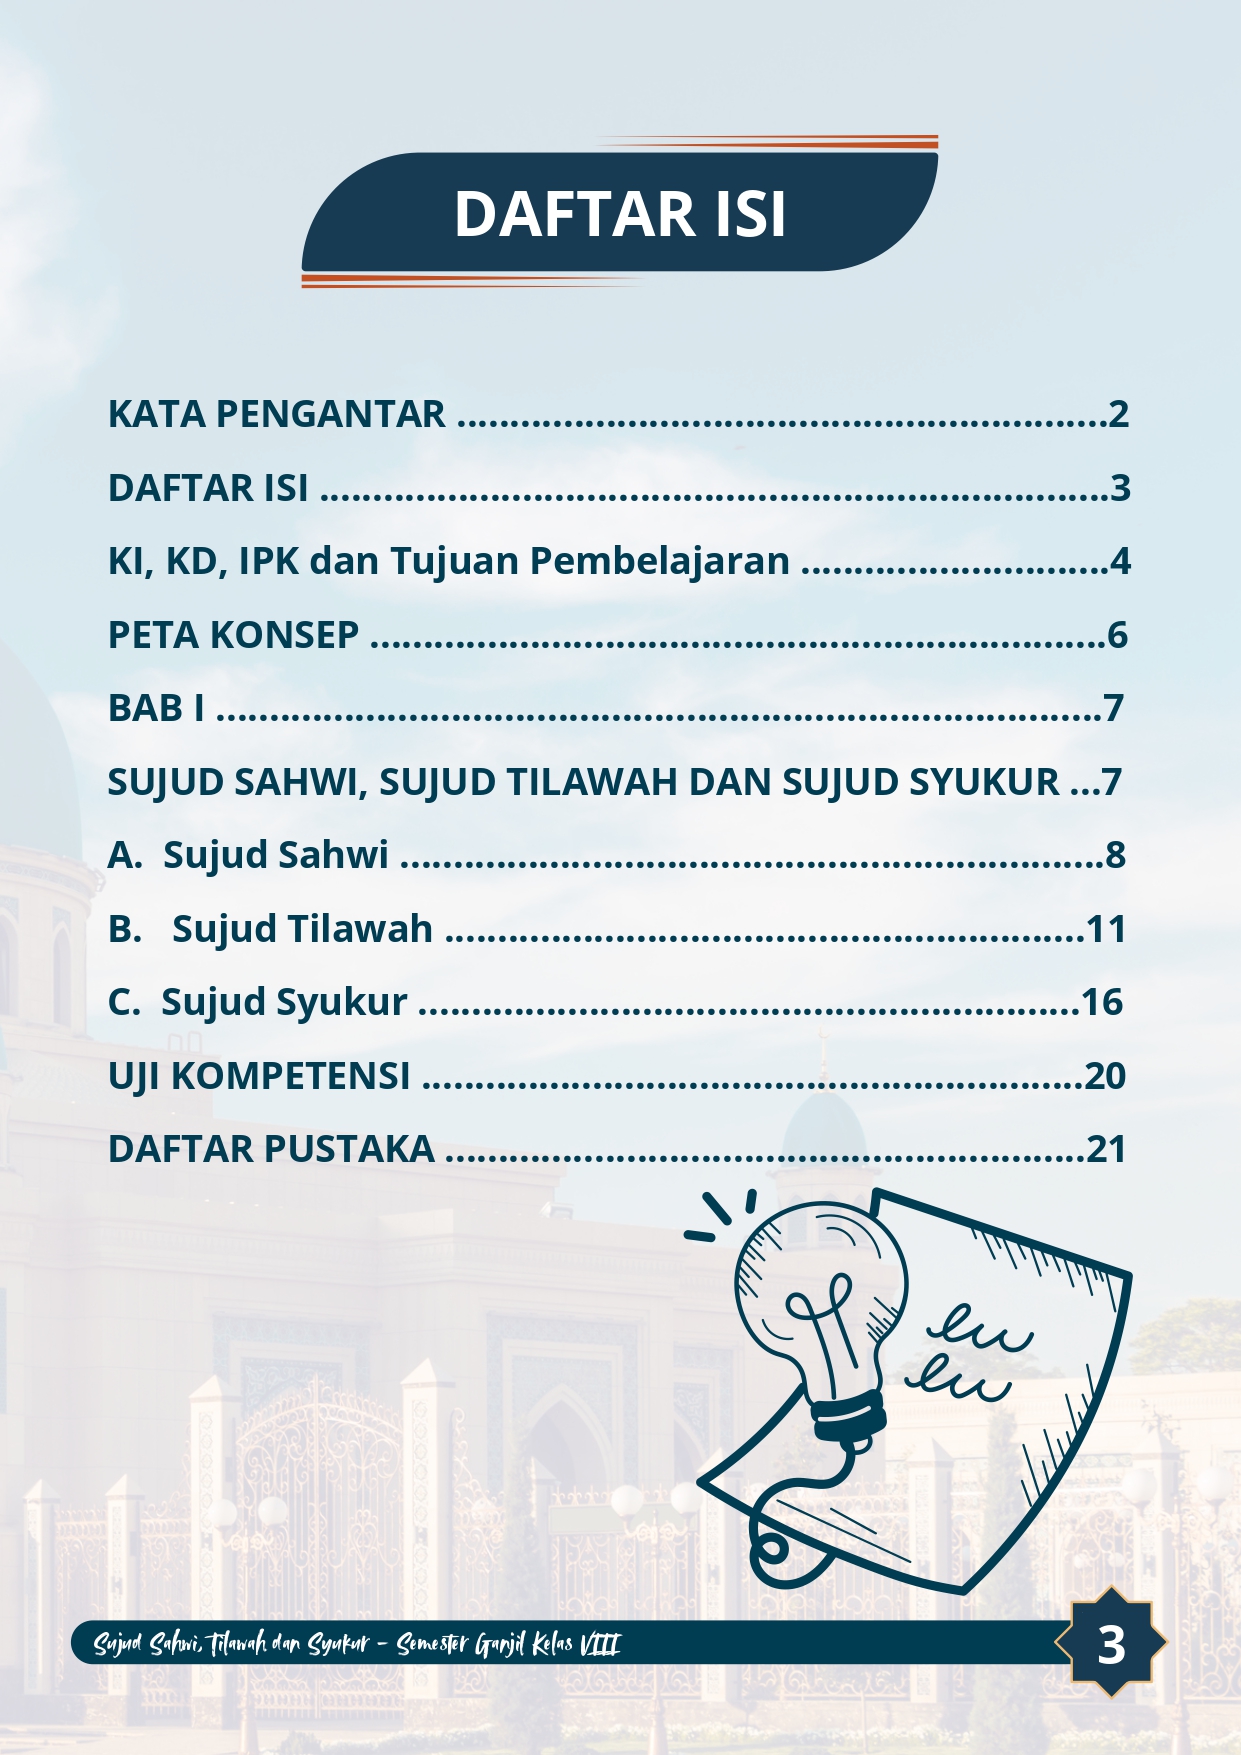 DAFTAR ISI
KATA PENGANTAR ..............................................................2
DAFTAR ISI ...........................................................................3
KI, KD, IPK dan Tujuan Pembelajaran .............................4
PETA KONSEP ......................................................................6
BAB I ....................................................................................7
SUJUD SAHWI, SUJUD TILAWAH DAN SUJUD SYUKUR ...7
A. Sujud Sahwi ...................................................................8
B. Sujud Tilawah .............................................................11
C. Sujud Syukur ...............................................................16
UJI KOMPETENSI ...............................................................20
DAFTAR PUSTAKA .............................................................21
Sujud Sahwi, Tilawah dan Syukur - Semester Ganjil Kelas VIII
3